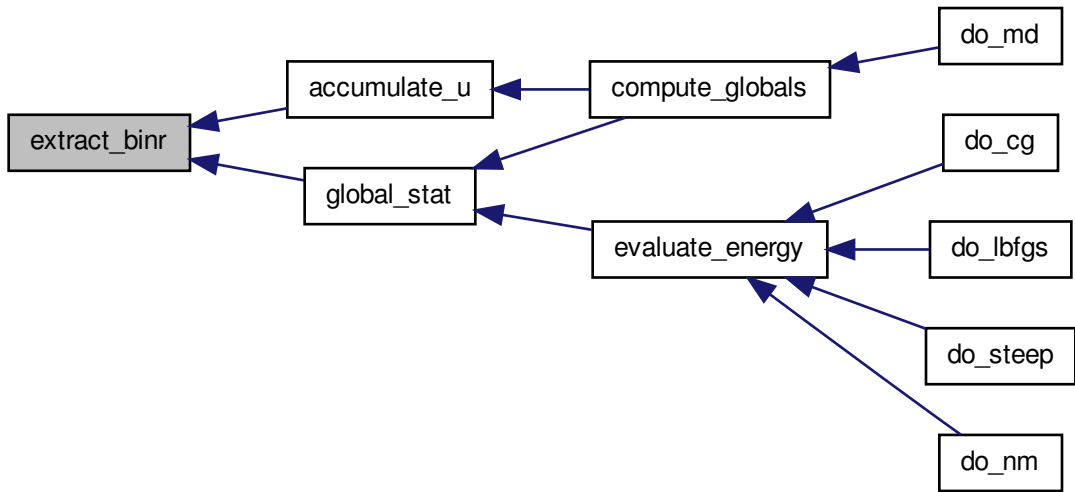 do_md
accumulate_u
compute_globals
extract_binr
do_cg
global_stat
evaluate_energy
do_lbfgs
do_steep
do_nm